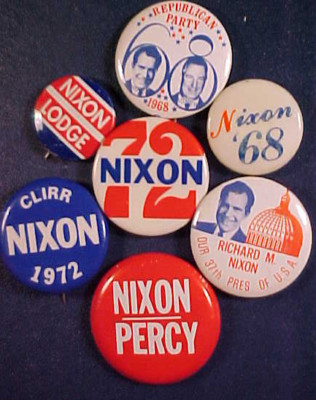 REPUBLICAN
PARTY
68
1968
NIXON
LODGE
Nixon
'68
72
NIXON
CLIRR
NIXON
1972
RICHARD M.
NIXON
OUR 37th PRES OF U.S.A.
NIXON
PERCY